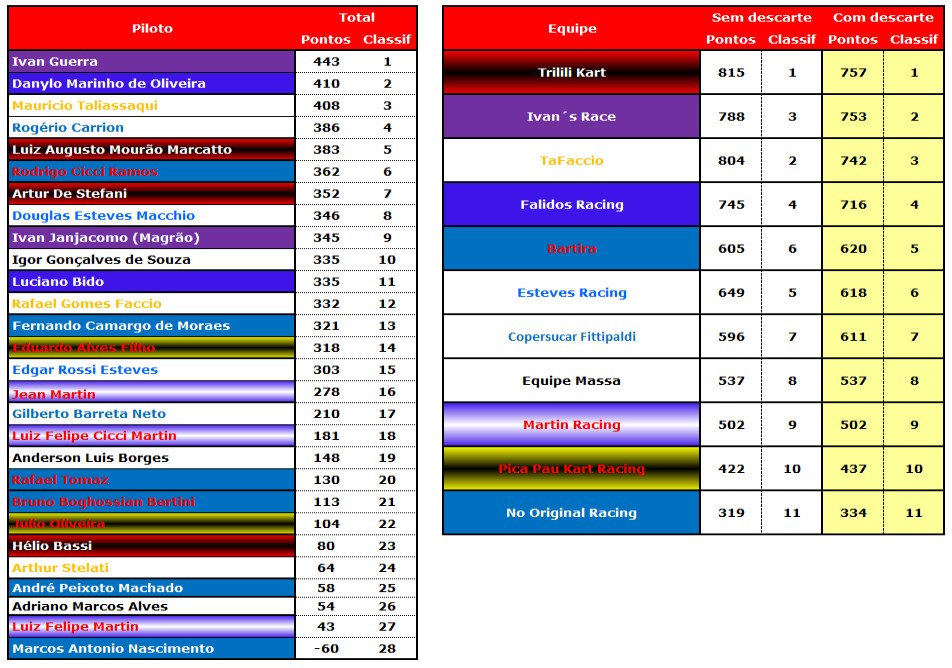 Piloto Total
Pontos Classif
Ivan Guerra 443 1
Danylo Marinho de Oliveira 410 2
Mauricio Taliassaqui 408 3
Rogério Carrion 386 4
Luiz Augusto Mourão Marcatto 383 5
Rodrigo Cicci Ramos 362 6
Artur De Stefani 352 7
Douglas Esteves Macchio 346 8
Ivan Janjacomo (Magrão) 345 9
Igor Gonçalves de Souza 335 10
Luciano Bido 335 11
Rafael Gomes Faccio 332 12
Fernando Camargo de Moraes 321 13
Eduardo Alves Filho 318 14
Edgar Rossi Esteves 303 15
Jean Martin 278 16
Gilberto Barreta Neto 210 17
Luiz Felipe Cicci Martin 181 18
Anderson Luis Borges 148 19
Rafael Tomaz 130 20
Bruno Boghossian Bertini 113 21
Julio Oliveira 104 22
Hélio Bassi 80 23
Arthur Stelati 64 24
André Peixoto Machado 58 25
Adriano Marcos Alves 54 26
Luiz Felipe Martin 43 27
Marcos Antonio Nascimento -60 28
Equipe Sem descarte Com descarte
Pontos Classif Pontos Classif
Trilili Kart 815 1 757 1
Ivan´s Race 788 3 753 2
TaFaccio 804 2 742 3
Falidos Racing 745 4 716 4
Bartira 605 6 620 5
Esteves Racing 649 5 618 6
Copersucar Fittipaldi 596 7 611 7
Equipe Massa 537 8 537 8
Martin Racing 502 9 502 9
Pica Pau Kart Racing 422 10 437 10
No Original Racing 319 11 334 11